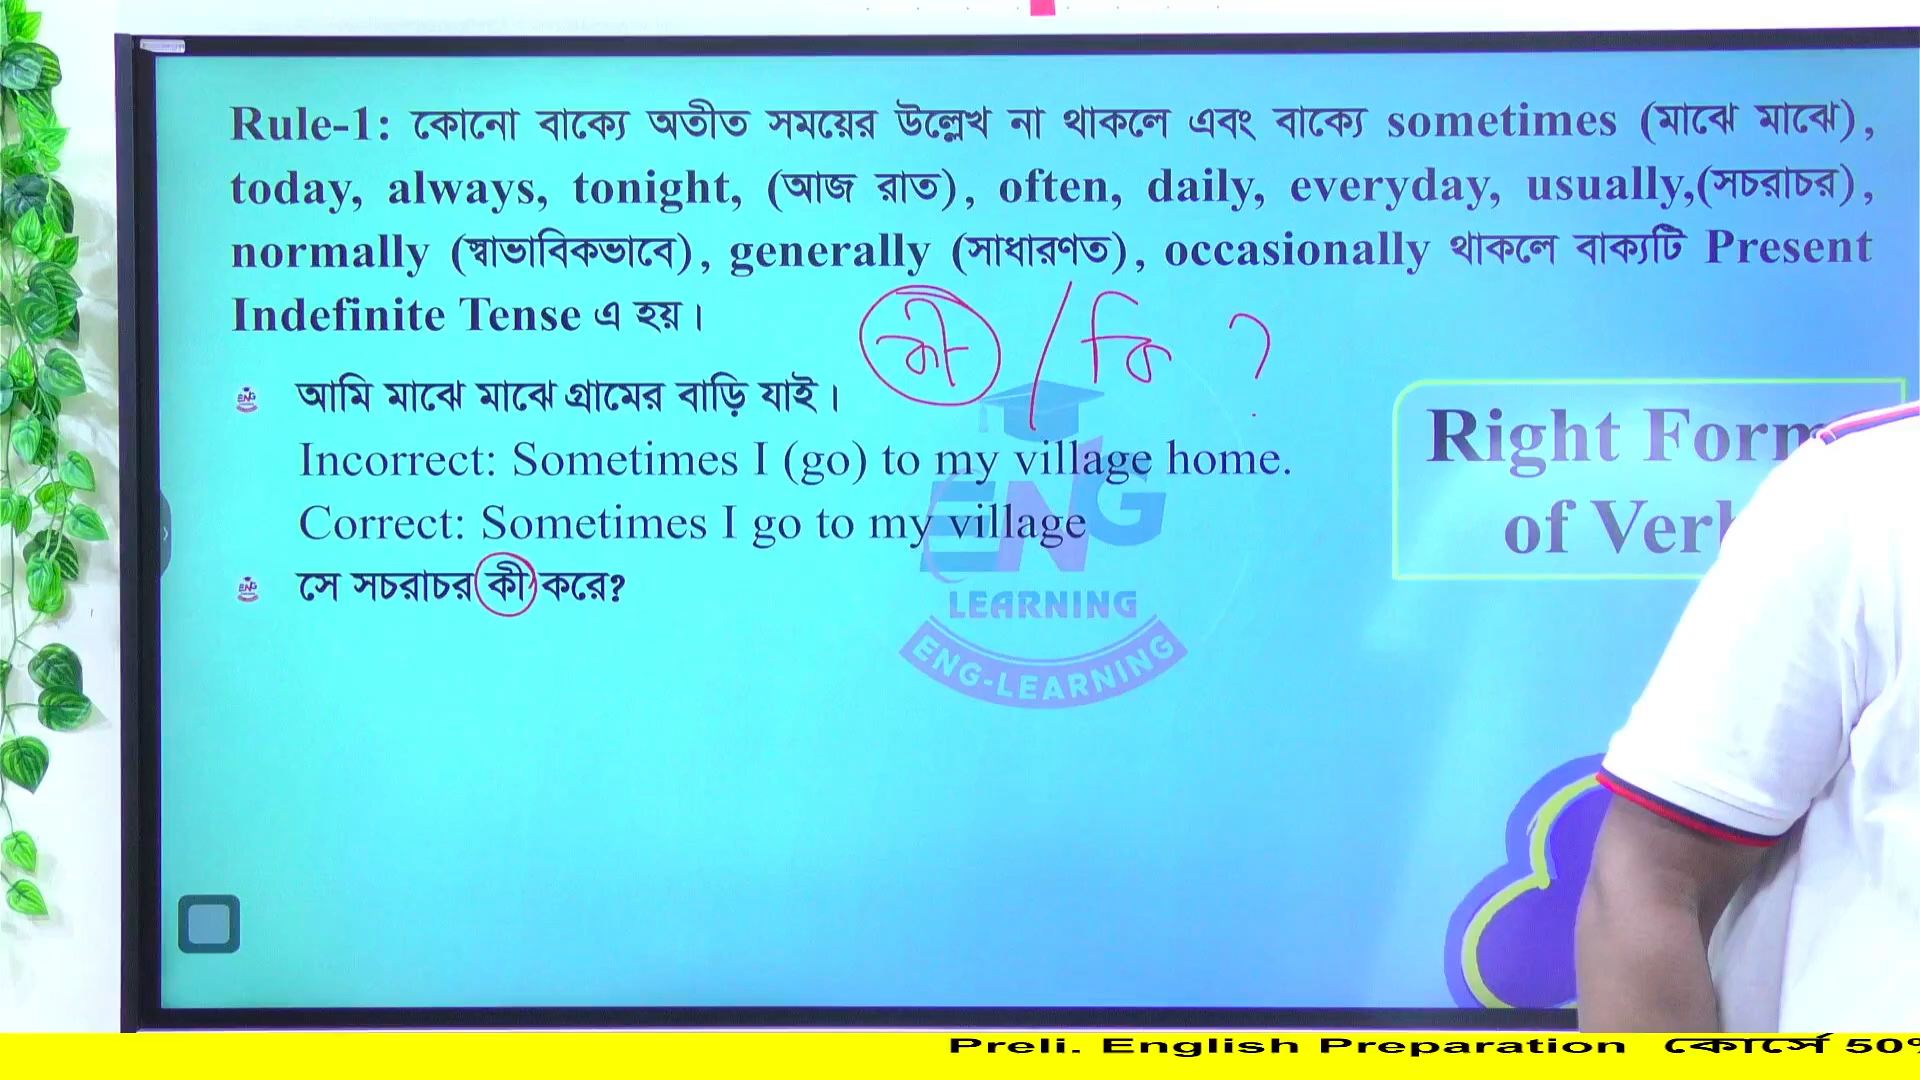 Rule-1: কোনো বাক্যে অতীত সময়ের উল্লেখ না থাকলে এবং বাক্যে sometimes (মাঝে মাঝে),
today, always, tonight, (আজ রাত), often, daily, everyday, usually,(সচরাচর),
normally (স্বাভাবিকভাবে), generally (সাধারণত), occasionally থাকলে বাক্যটি Present
Indefinite Tense এ হয়।
কী / কি ?
আমি মাঝে মাঝে গ্রামের বাড়ি যাই।
Incorrect: Sometimes I (go) to my village home.
Correct: Sometimes I go to my village
সে সচরাচর কী করে?
Right Form
of Ver
ENG
LEARNING
ENG-LEARNING
Preli. English Preparation কোর্সে 50%